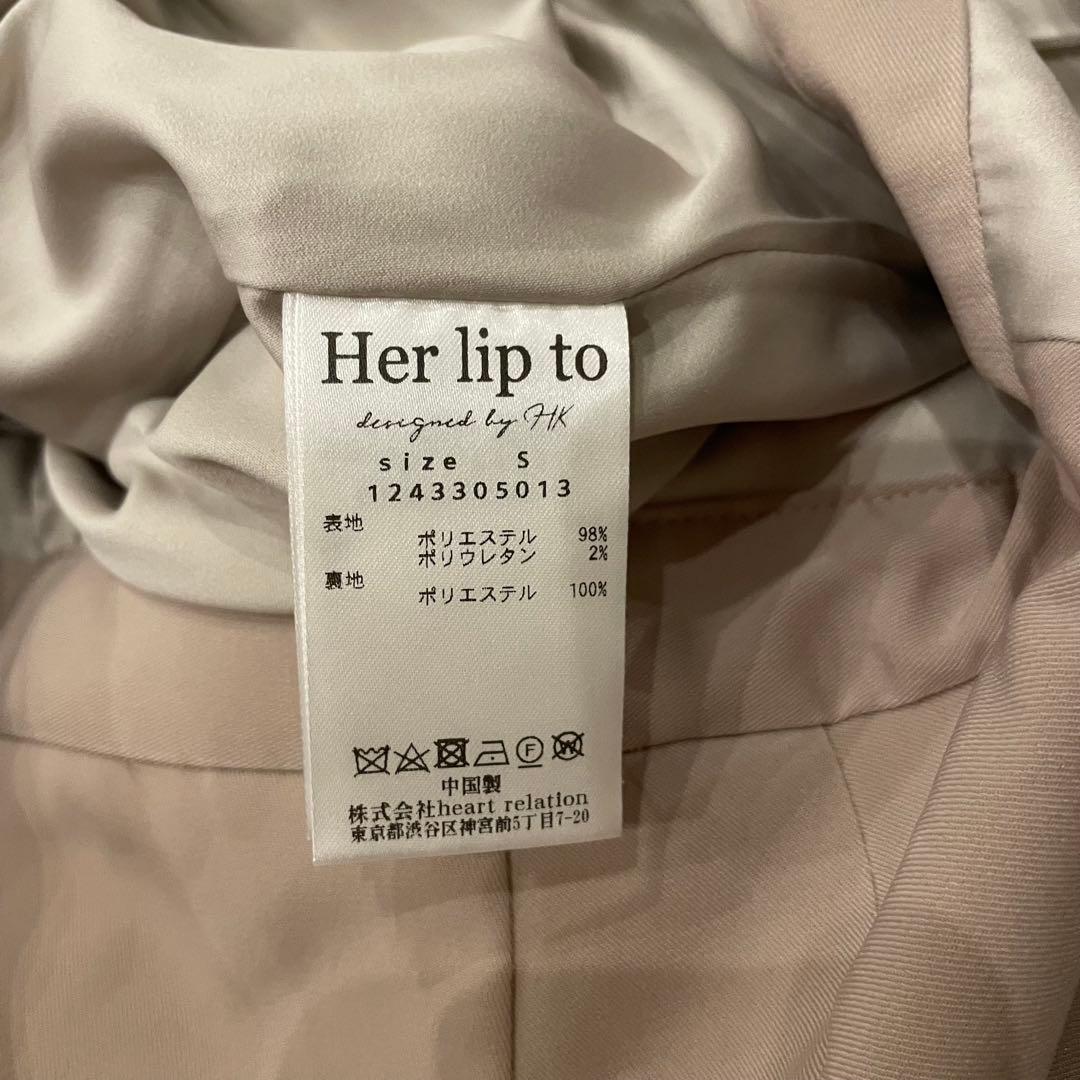 Her lip to
designed by HK
size S
1243305013
表地
ポリエステル 98%
ポリウレタン 2%
裏地
ポリエステル 100%
F W
中国製
株式会社heart relation
東京都渋谷区神宮前5丁目7-20